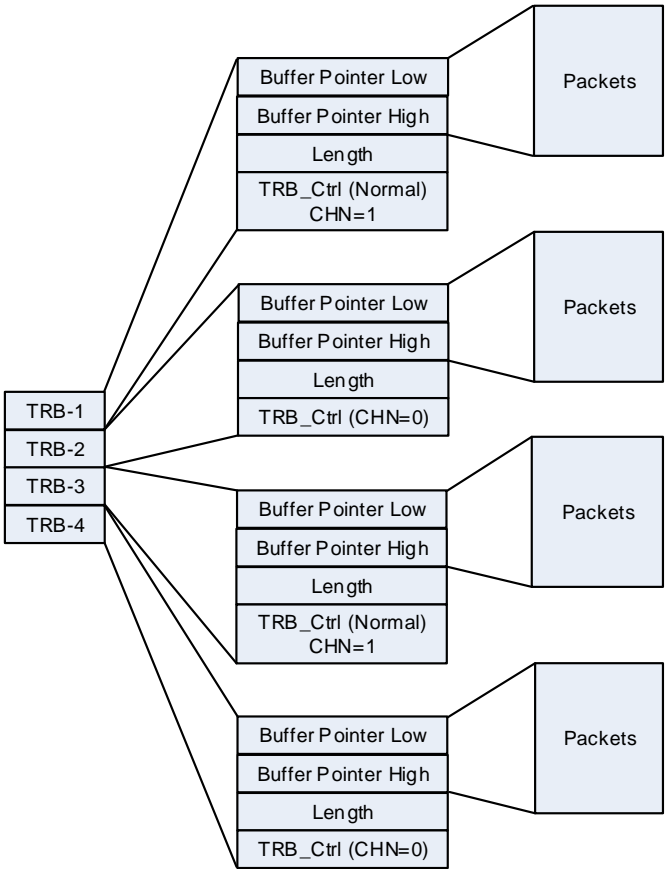 TRB-1
TRB-2
TRB-3
TRB-4
Buffer Pointer Low
Buffer Pointer High
Length
TRB_Ctrl (Normal)
CHN=1
Packets
Buffer Pointer Low
Buffer Pointer High
Length
TRB_Ctrl (CHN=0)
Packets
Buffer Pointer Low
Buffer Pointer High
Length
TRB_Ctrl (Normal)
CHN=1
Packets
Buffer Pointer Low
Buffer Pointer High
Length
TRB_Ctrl (CHN=0)
Packets